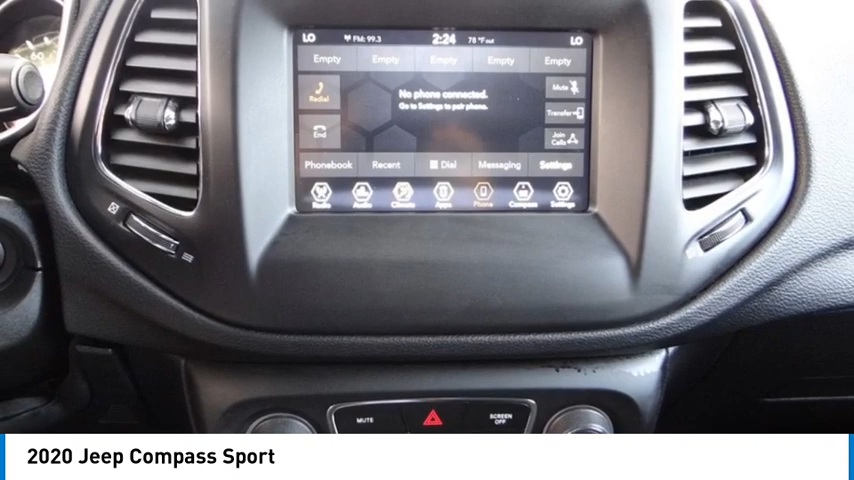 LO FM: 99.3 2:24 78 °F out LO
Empty Empty Empty Empty Empty
No phone connected.
Go to Settings to pair phone.
Redial
Mute
Transfer
End
Join
Calls
Phonebook Recent Dial Messaging Settings
Radio Audio Climate Apps Phone Compass Settings
60
MUTE SCREEN
OFF
2020 Jeep Compass Sport